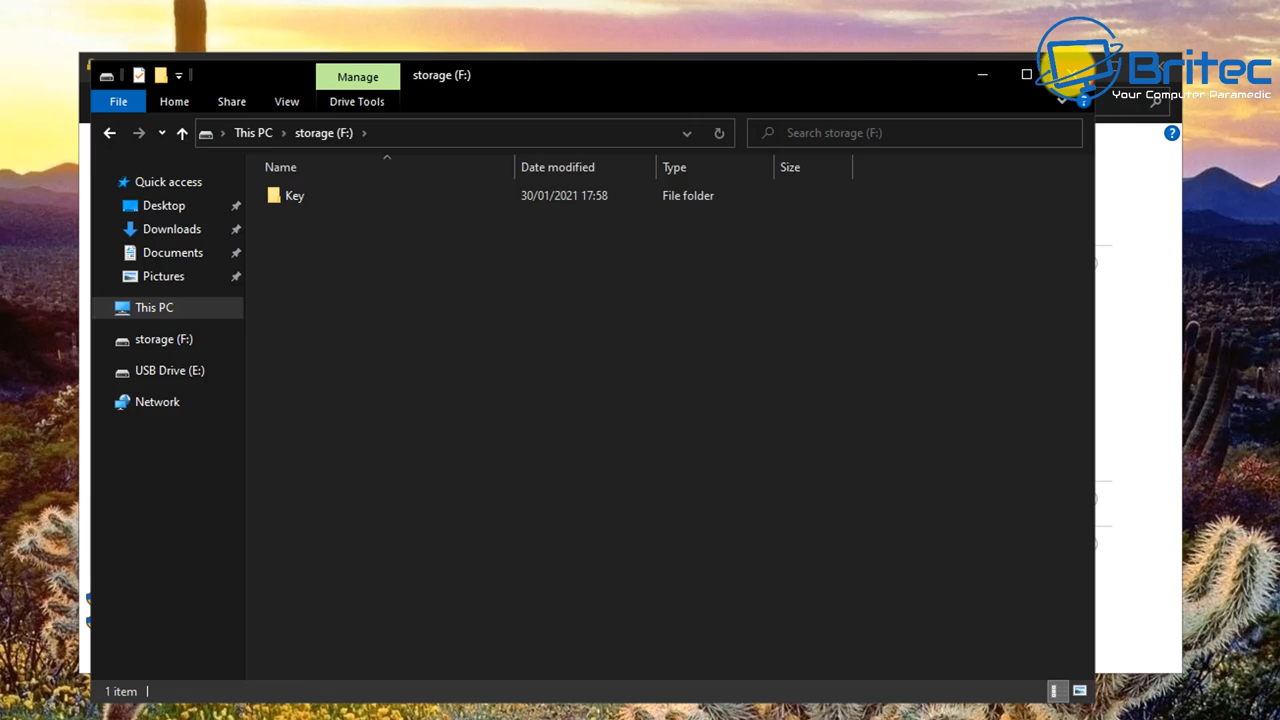 Manage
storage (F:)
Britec
Your Computer Paramedic
File
Home
Share
View
Drive Tools
This PC
storage (F:)
Search storage (F:)
Name
Date modified
Type
Size
Quick access
Key
30/01/2021 17:58
File folder
Desktop
Downloads
Documents
Pictures
This PC
storage (F:)
USB Drive (E:)
Network
1 item